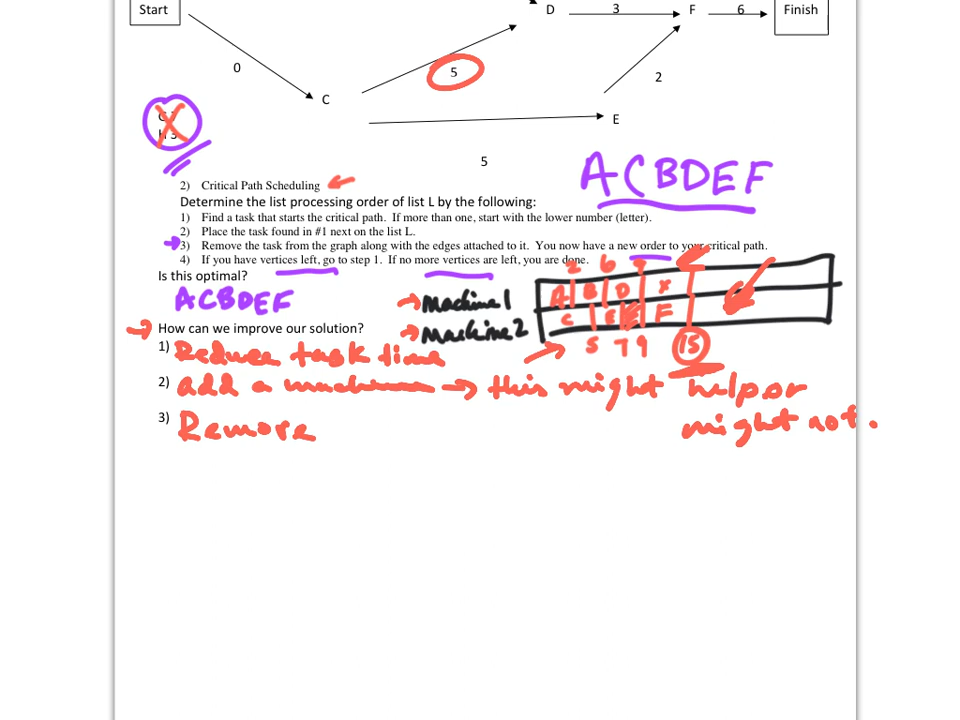 Start
D
3
F
6
Finish
0
5
2
C
E
5
ACBDEF
2) Critical Path Scheduling
Determine the list processing order of list L by the following:
1) Find a task that starts the critical path. If more than one, start with the lower number (letter).
2) Place the task found in #1 next on the list L.
3) Remove the task from the graph along with the edges attached to it. You now have a new order to your critical path.
4) If you have vertices left, go to step 1. If no more vertices are left, you are done.
2 6
Is this optimal?
ACBDEF
Machine 1
A B D X
Machine 2
C E F
How can we improve our solution?
5 7 9 15
1) Reduce task time
2) add a machine → this might help or
might not.
3) Remove